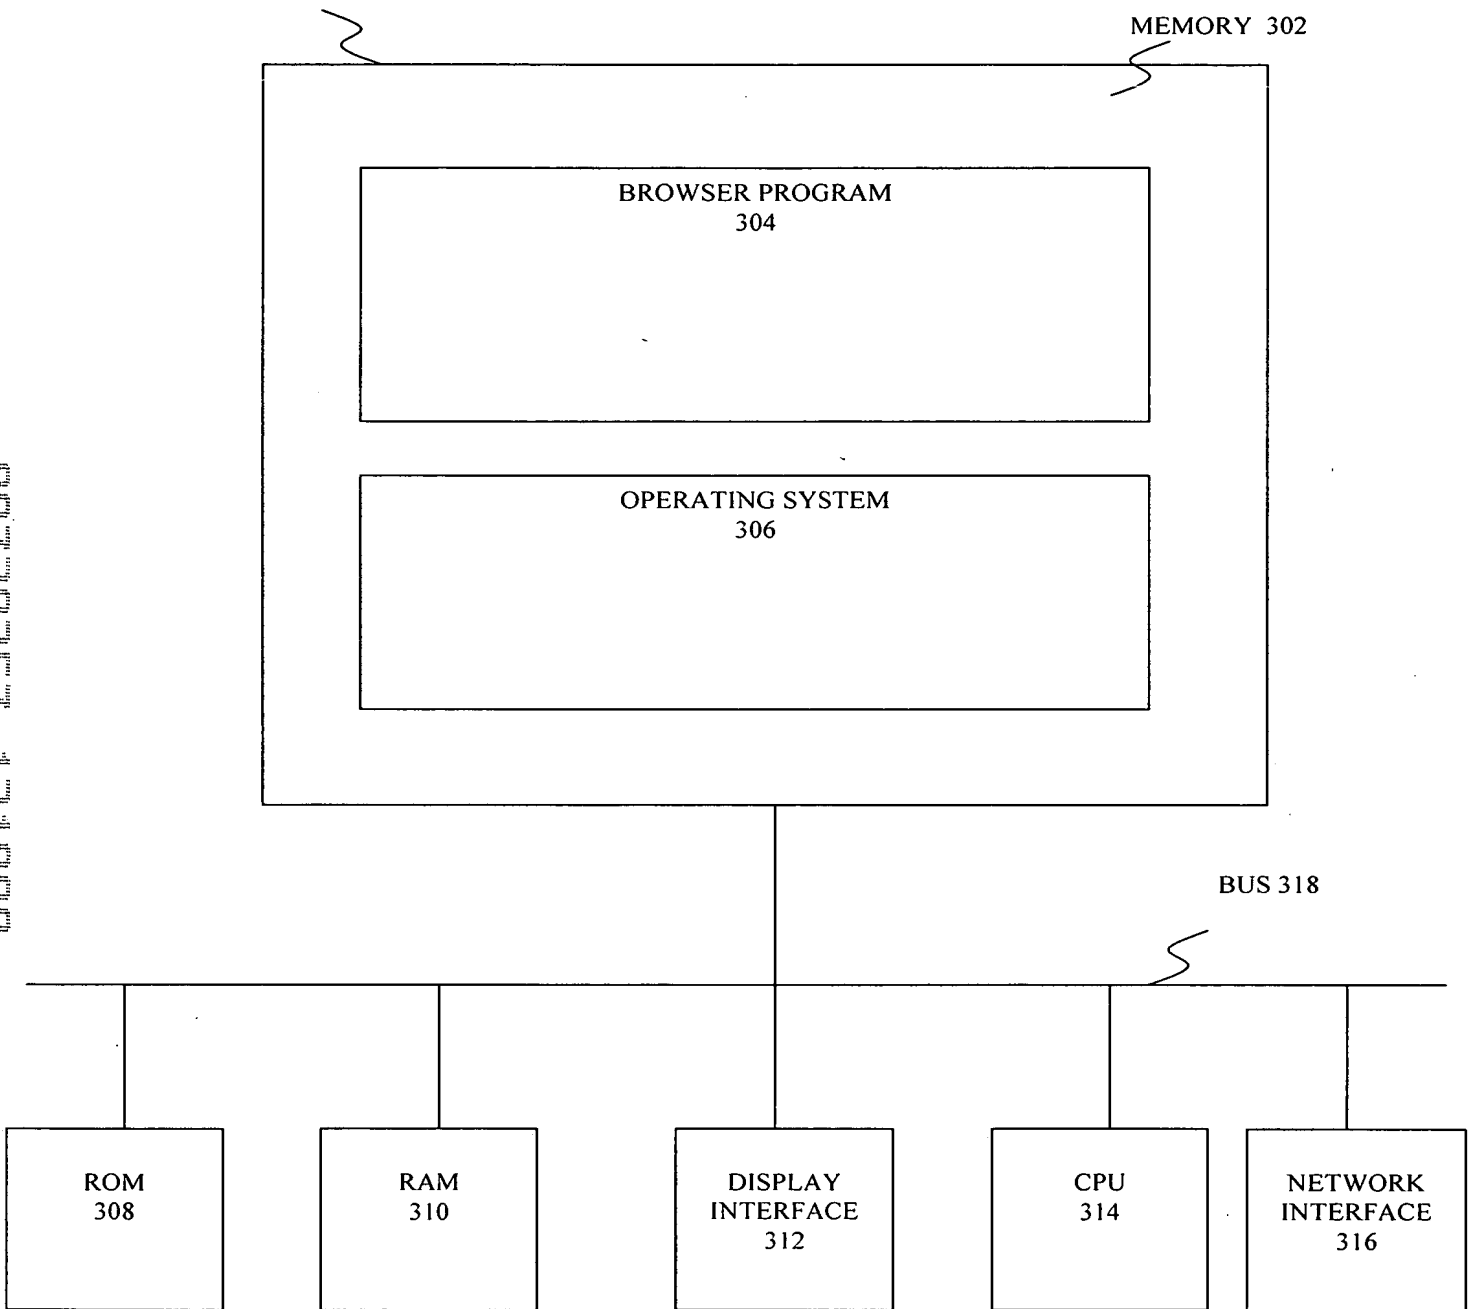 MEMORY 302
BROWSER PROGRAM
304
OPERATING SYSTEM
306
BUS 318
ROM
308
RAM
310
DISPLAY
INTERFACE
312
CPU
314
NETWORK
INTERFACE
316